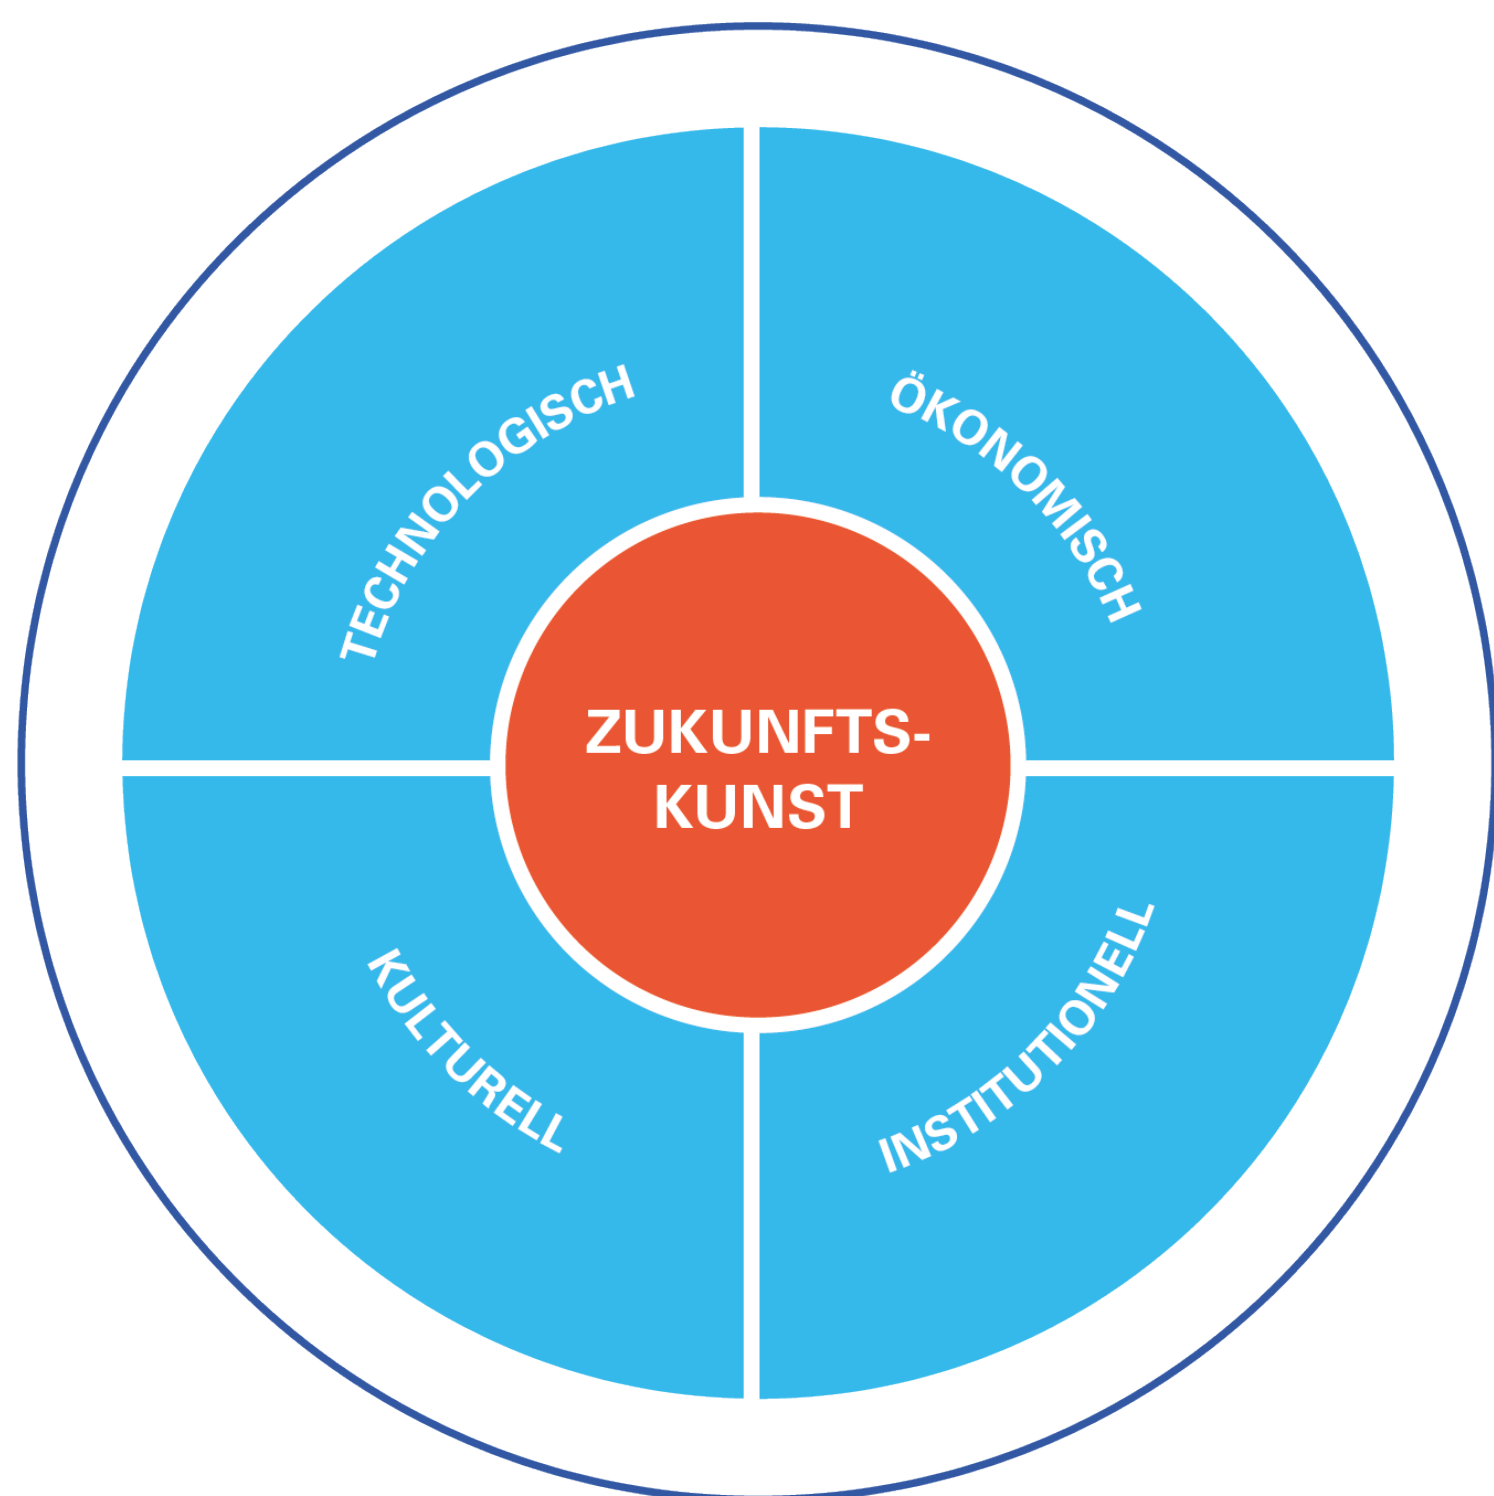 TECHNOLOGISCH
ÖKONOMISCH
ZUKUNFTS-
KUNST
KULTURELL
INSTITUTIONELL